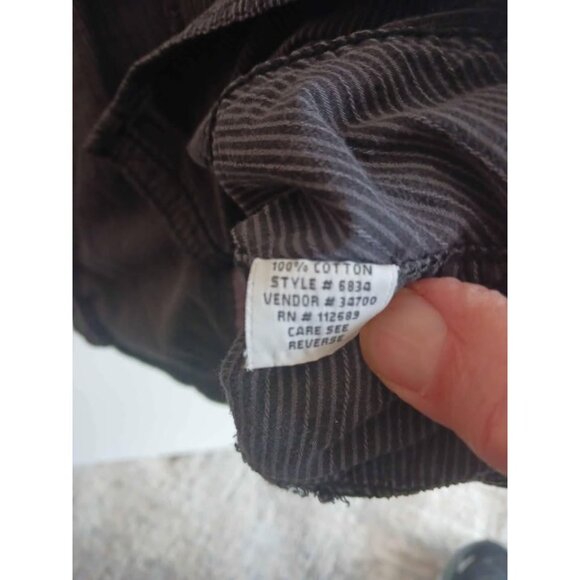 100% COTTON
STYLE # 6834
VENDOR # 34700
RN # 112689
CARE SEE
REVERSE